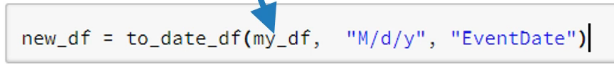 new_df = to_date_df(my_df,  "M/d/y", "EventDate")